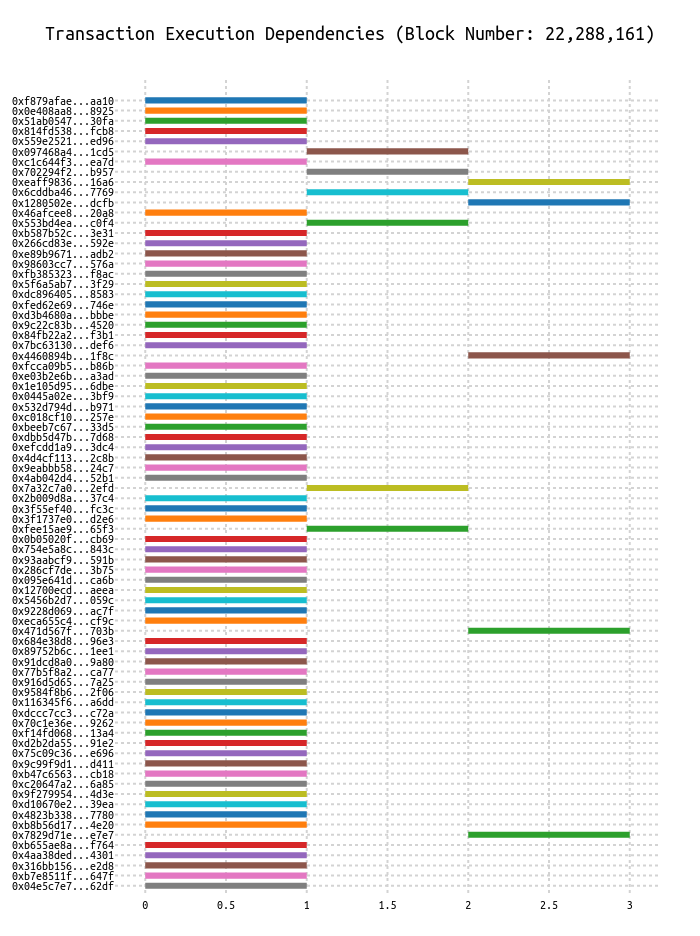 Transaction Execution Dependencies (Block Number: 22,288,161)
0xf879afae...aa10
0x0e408aa8...8925
0x51ab0547...30fa
0x814fd538...fcb8
0x559e2521...ed96
0x097468a4...1cd5
0xc1c644f3...ea7d
0x702294f2...b957
0xeaff9836...16a6
0x6cddba46...7769
0x1280502e...dcfb
0x46afcee8...20a8
0x553bd4ea...c0f4
0xb587b52c...3e31
0x266cd83e...592e
0xe89b9671...adb2
0x98603cc7...576a
0xfb385323...f8ac
0x5f6a5ab7...3f29
0xdc896405...8583
0xfed62e69...746e
0xd3b4680a...bbbe
0x9c22c83b...4520
0x84fb22a2...f3b1
0x7bc63130...def6
0x4460894b...1f8c
0xfcca09b5...b86b
0xe03b2e6b...a3ad
0x1e105d95...6dbe
0x0445a02e...3bf9
0x532d794d...b971
0xc018cf10...257e
0xbeeb7c67...33d5
0xdbb5d47b...7d68
0xefcdd1a9...3dc4
0x4d4cf113...2c8b
0x9eabbb58...24c7
0x4ab042d4...52b1
0x7a32c7a0...2efd
0x2b009d8a...37c4
0x3f55ef40...fc3c
0x3f1737e0...d2e6
0xfee15ae9...65f3
0x0b05020f...cb69
0x754e5a8c...843c
0x93aabcf9...591b
0x286cf7de...3b75
0x095e641d...ca6b
0x12700ecd...aeea
0x5456b2d7...059c
0x9228d069...ac7f
0xeca655c4...cf9c
0x471d567f...703b
0x684e38d8...96e3
0x89752b6c...1ee1
0x91dcd8a0...9a80
0x77b5f8a2...ca77
0x916d5d65...7a25
0x9584f8b6...2f06
0x116345f6...a6dd
0xdccc7cc3...c72a
0x70c1e36e...9262
0xf14fd068...13a4
0xd2b2da55...91e2
0x75c09c36...e696
0x9c99f9d1...d411
0xb47c6563...cb18
0xc20647a2...6a85
0x9f279954...4d3e
0xd10670e2...39ea
0x4823b338...7780
0xb8b56d17...4e20
0x7829d71e...e7e7
0xb655ae8a...f764
0x4aa38ded...4301
0x316bb156...e2d8
0xb7e8511f...647f
0x04e5c7e7...62df
0 0.5 1 1.5 2 2.5 3